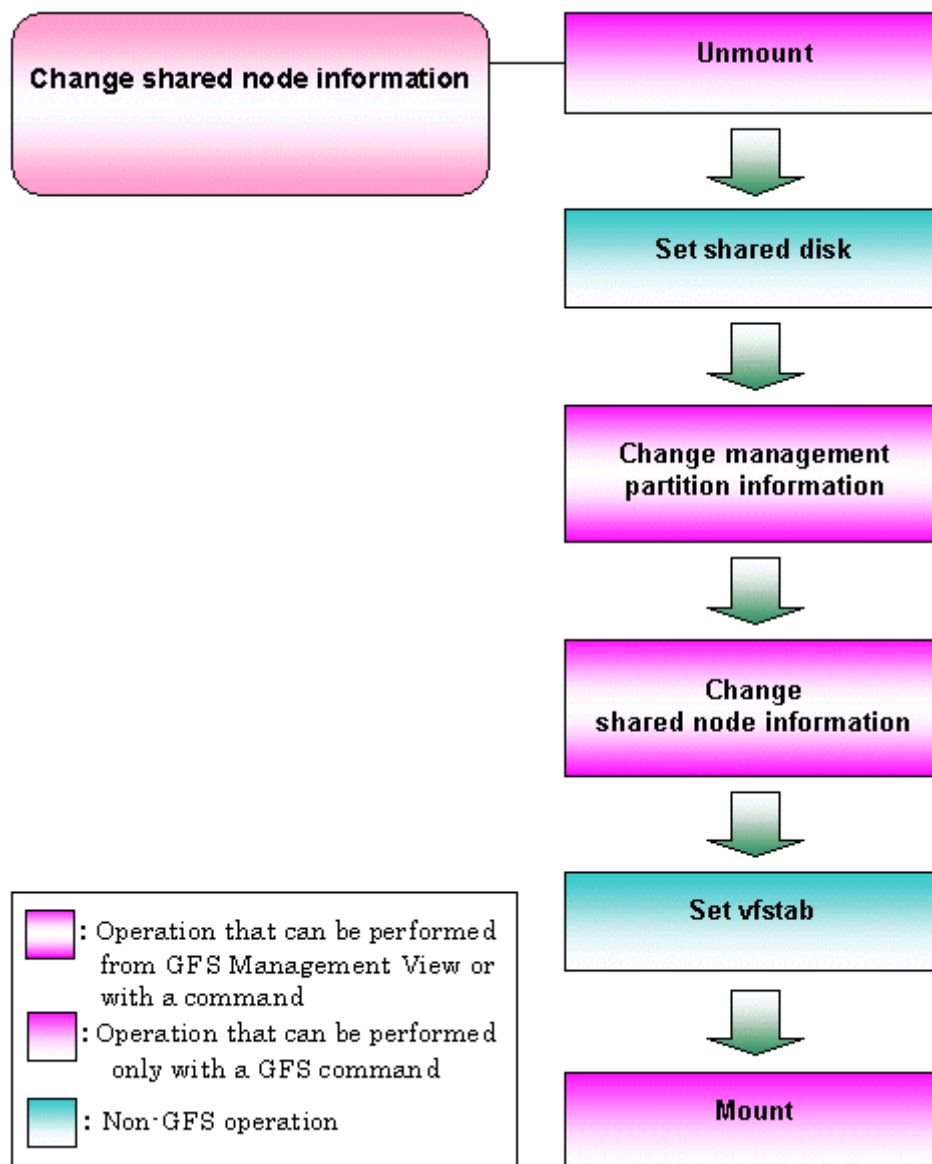 Change shared node information
Unmount
Set shared disk
Change management
partition information
Change
shared node information
Set vfstab
Mount
: Operation that can be performed
from GFS Management View or
with a command
: Operation that can be performed
only with a GFS command
: Non-GFS operation